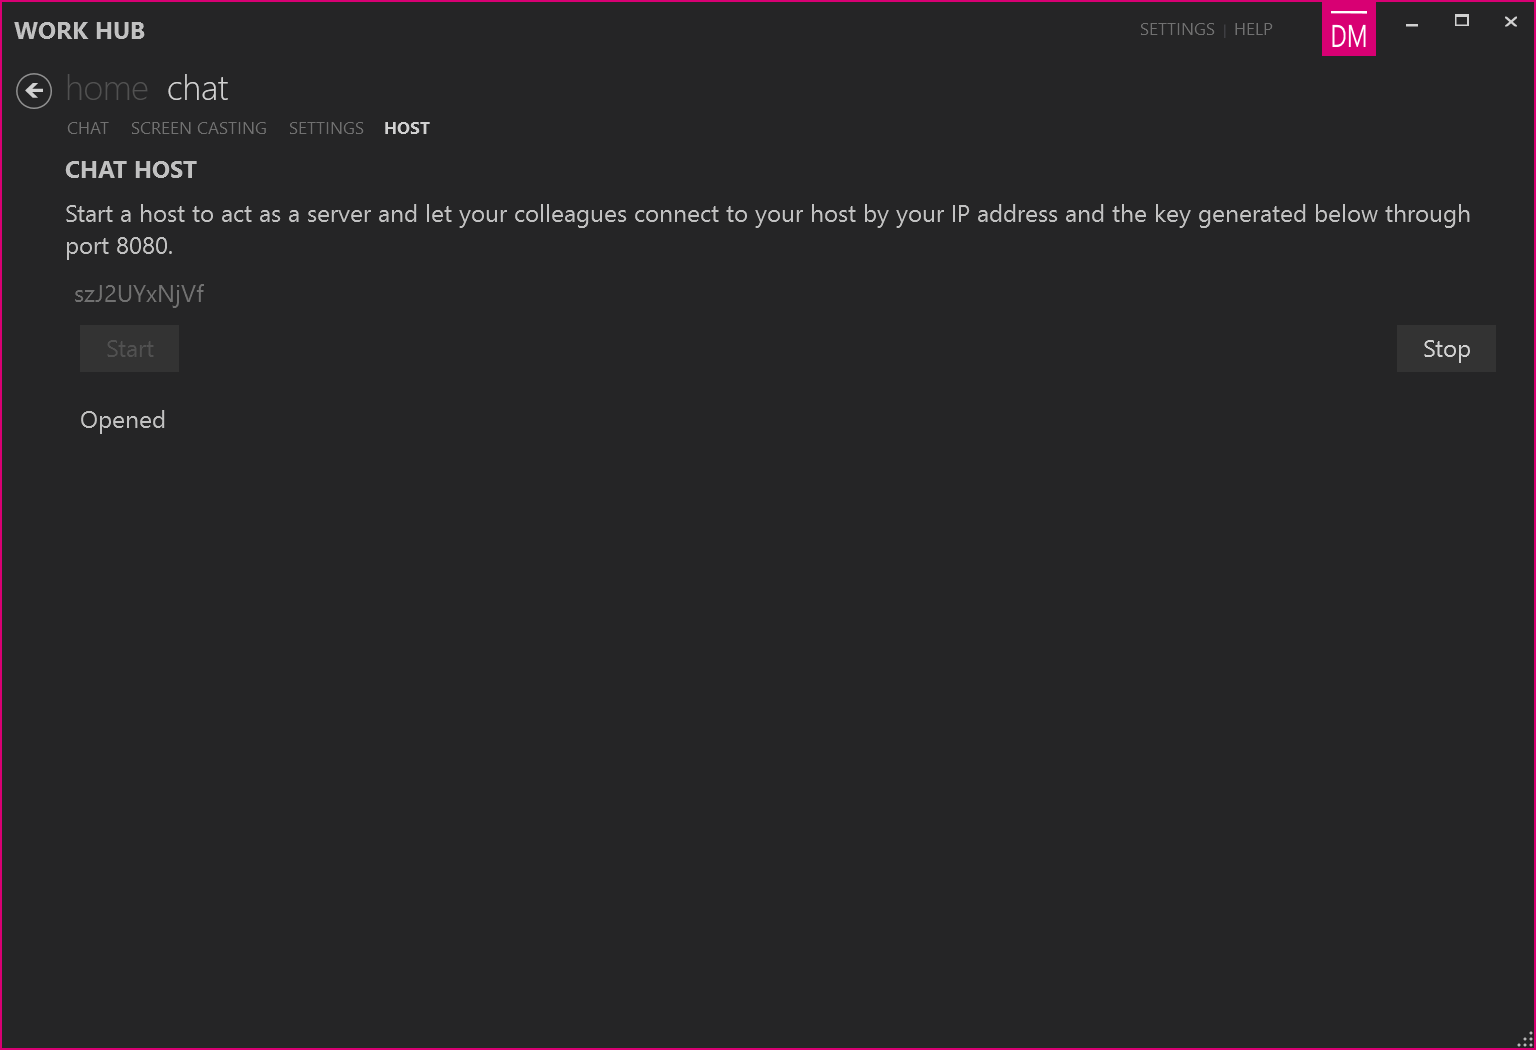 WORK HUB
SETTINGS | HELP
DM
home chat
CHAT SCREEN CASTING SETTINGS HOST
CHAT HOST
Start a host to act as a server and let your colleagues connect to your host by your IP address and the key generated below through
port 8080.
szJ2UYxNjVf
Start
Stop
Opened